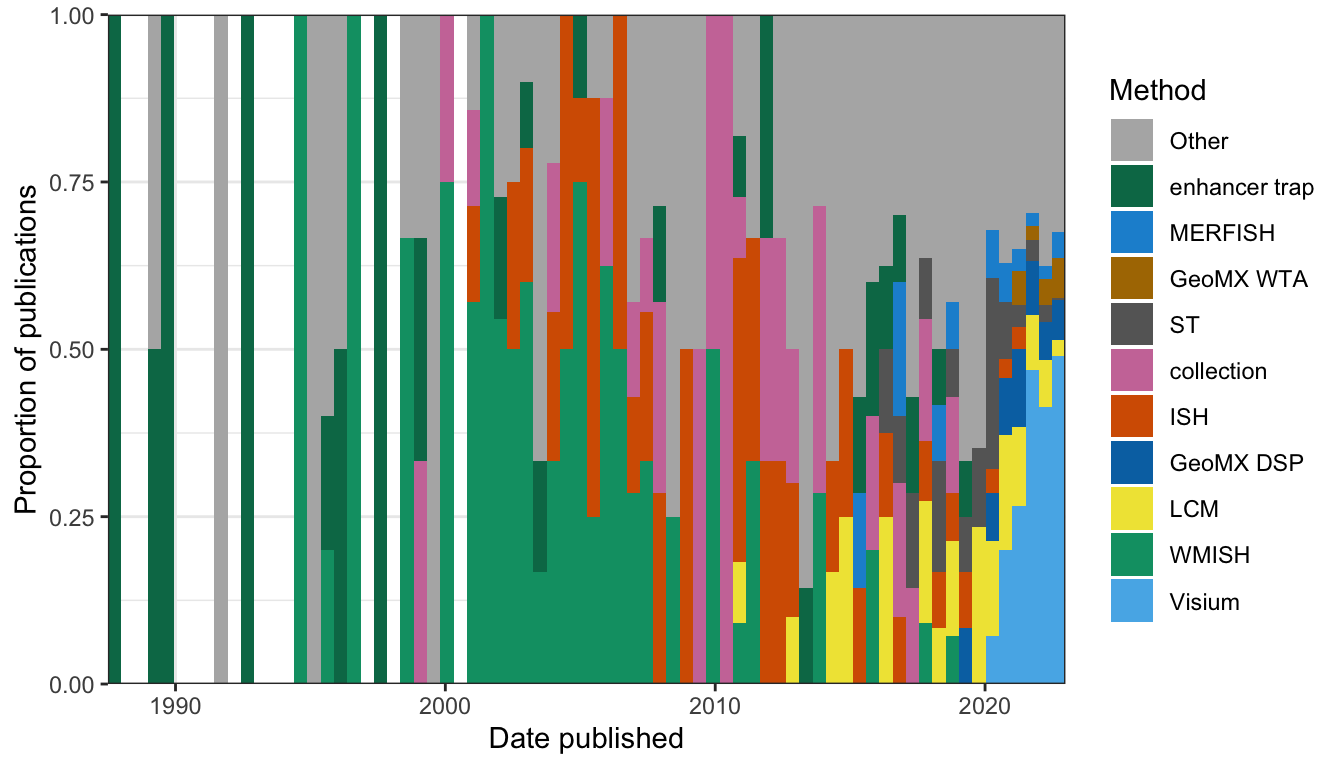 1.00
0.75
0.50
0.25
0.00
Proportion of publications
1990
2000
2010
2020
Date published
Method
Other
enhancer trap
MERFISH
GeoMX WTA
ST
collection
ISH
GeoMX DSP
LCM
WMISH
Visium